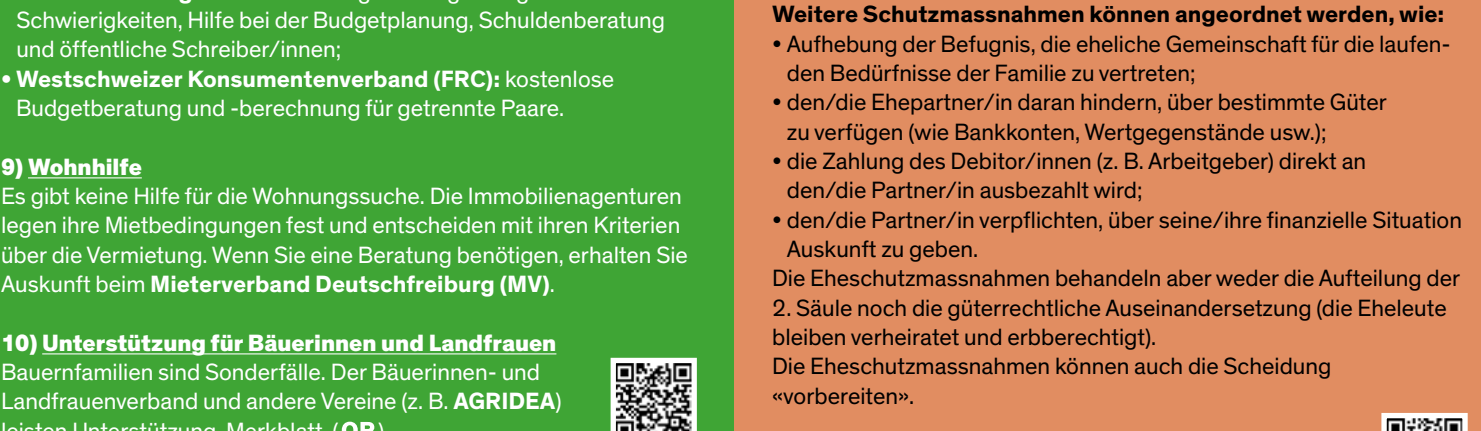 Schwierigkeiten, Hilfe bei der Budgetplanung, Schuldenberatung
und öffentliche Schreiber/innen;
• Westschweizer Konsumentenverband (FRC): kostenlose
Budgetberatung und -berechnung für getrennte Paare.
9) Wohnhilfe
Es gibt keine Hilfe für die Wohnungssuche. Die Immobilienagenturen
legen ihre Mietbedingungen fest und entscheiden mit ihren Kriterien
über die Vermietung. Wenn Sie eine Beratung benötigen, erhalten Sie
Auskunft beim Mieterverband Deutschfreiburg (MV).
10) Unterstützung für Bäuerinnen und Landfrauen
Bauernfamilien sind Sonderfälle. Der Bäuerinnen- und
Landfrauenverband und andere Vereine (z. B. AGRIDEA)
leisten Unterstützung. Merkblatt (QR)
Weitere Schutzmassnahmen können angeordnet werden, wie:
• Aufhebung der Befugnis, die eheliche Gemeinschaft für die laufen-
den Bedürfnisse der Familie zu vertreten;
• den/die Ehepartner/in daran hindern, über bestimmte Güter
zu verfügen (wie Bankkonten, Wertgegenstände usw.);
• die Zahlung des Debitor/innen (z. B. Arbeitgeber) direkt an
den/die Partner/in ausbezahlt wird;
• den/die Partner/in verpflichten, über seine/ihre finanzielle Situation
Auskunft zu geben.
Die Eheschutzmassnahmen behandeln aber weder die Aufteilung der
2. Säule noch die güterrechtliche Auseinandersetzung (die Eheleute
bleiben verheiratet und erbberechtigt).
Die Eheschutzmassnahmen können auch die Scheidung
«vorbereiten».